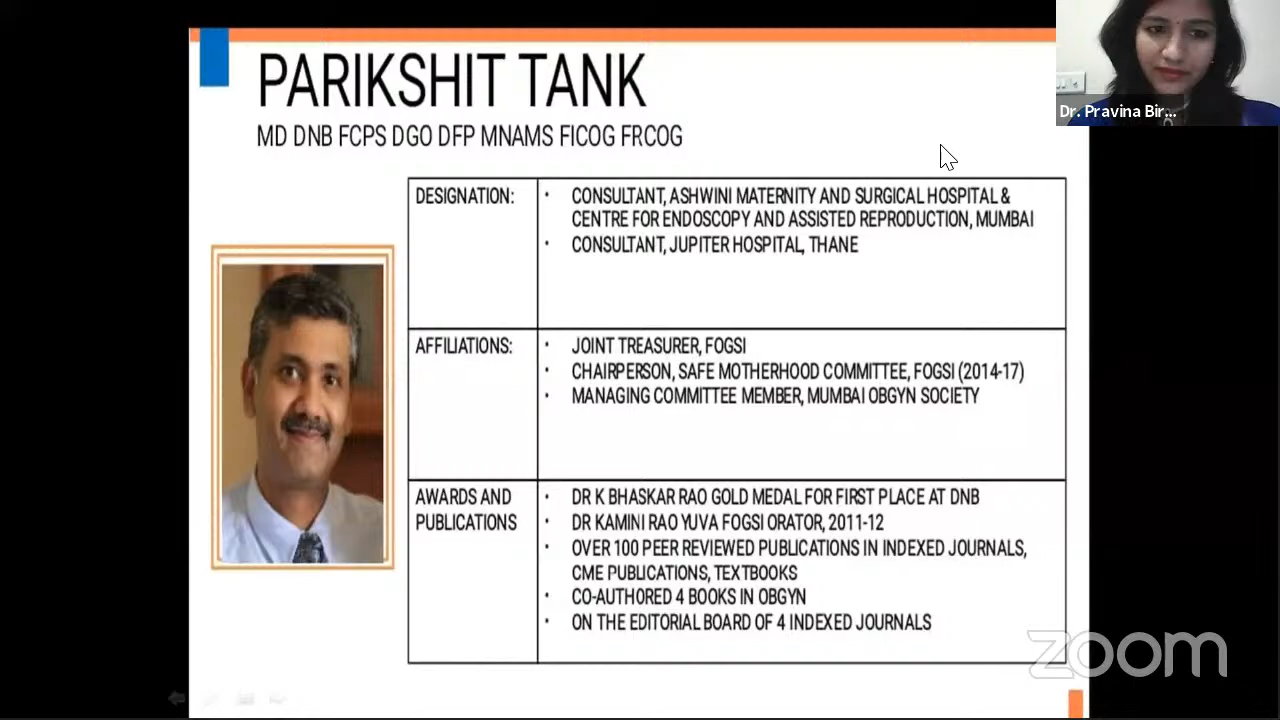 PARIKSHIT TANK
MD DNB FCPS DGO DFP MNAMS FICOG FRCOG
Dr. Pravina Bir...
DESIGNATION:
• CONSULTANT, ASHWINI MATERNITY AND SURGICAL HOSPITAL &
CENTRE FOR ENDOSCOPY AND ASSISTED REPRODUCTION, MUMBAI
• CONSULTANT, JUPITER HOSPITAL, THANE
AFFILIATIONS:
• JOINT TREASURER, FOGSI
• CHAIRPERSON, SAFE MOTHERHOOD COMMITTEE, FOGSI (2014-17)
• MANAGING COMMITTEE MEMBER, MUMBAI OBGYN SOCIETY
AWARDS AND
PUBLICATIONS
• DR K BHASKAR RAO GOLD MEDAL FOR FIRST PLACE AT DNB
• DR KAMINI RAO YUVA FOGSI ORATOR, 2011-12
• OVER 100 PEER REVIEWED PUBLICATIONS IN INDEXED JOURNALS,
CME PUBLICATIONS, TEXTBOOKS
• CO-AUTHORED 4 BOOKS IN OBGYN
• ON THE EDITORIAL BOARD OF 4 INDEXED JOURNALS
zoom